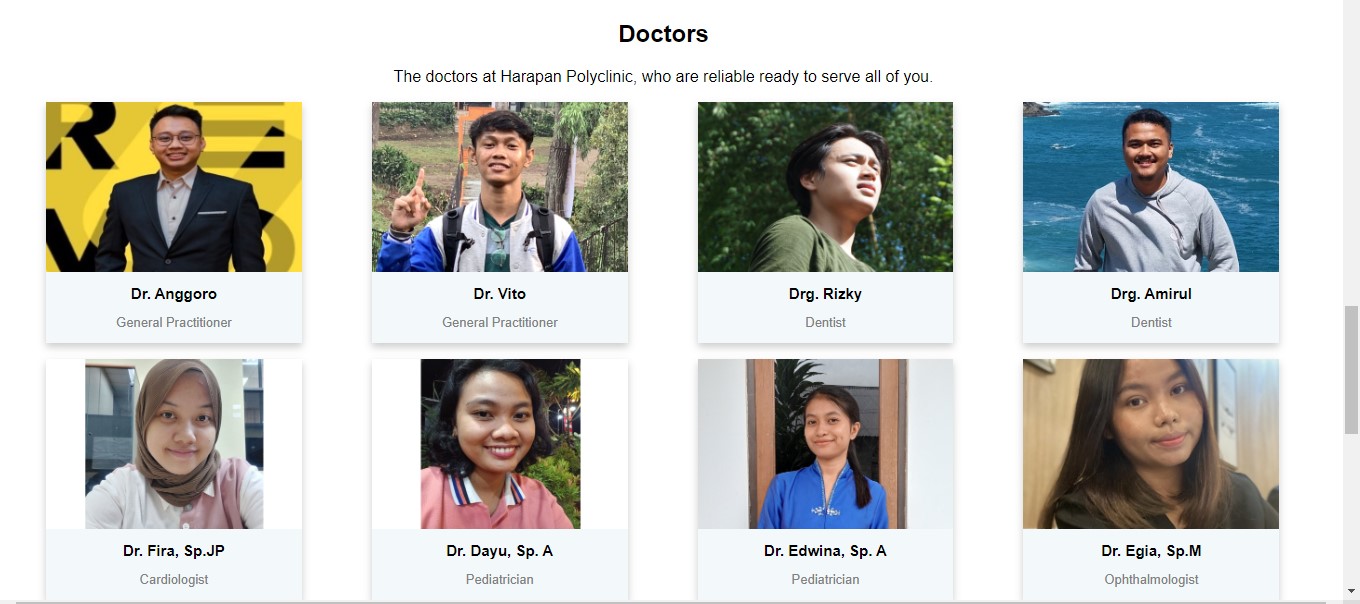 Doctors
The doctors at Harapan Polyclinic, who are reliable ready to serve all of you.
Dr. Anggoro
General Practitioner
Dr. Vito
General Practitioner
Drg. Rizky
Dentist
Drg. Amirul
Dentist
Dr. Fira, Sp.JP
Cardiologist
Dr. Dayu, Sp. A
Pediatrician
Dr. Edwina, Sp. A
Pediatrician
Dr. Egia, Sp.M
Ophthalmologist